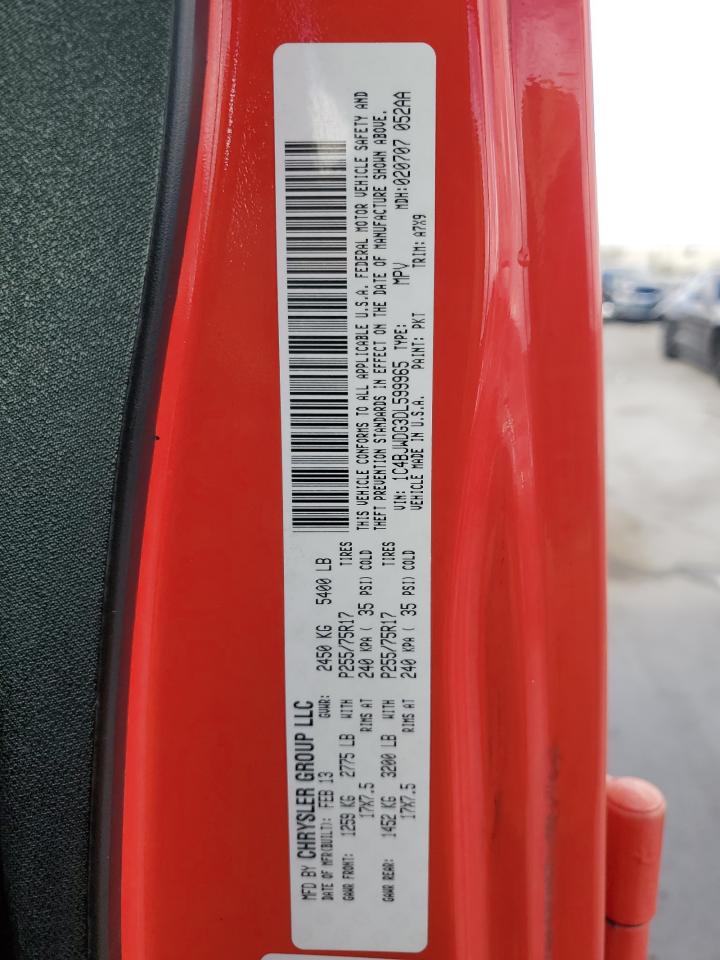 MFD BY CHRYSLER GROUP LLC
DATE OF MFR(BUILT): FEB 13 GVWR: 2450 KG 5400 LB
GAWR FRONT: 1259 KG 2775 LB WITH P255/75R17 TIRES
17X7.5 RIMS AT 240 KPA ( 35 PSI) COLD
GAWR REAR: 1452 KG 3200 LB WITH P255/75R17 TIRES
17X7.5 RIMS AT 240 KPA ( 35 PSI) COLD
THIS VEHICLE CONFORMS TO ALL APPLICABLE U.S.A. FEDERAL MOTOR VEHICLE SAFETY AND
THEFT PREVENTION STANDARDS IN EFFECT ON THE DATE OF MANUFACTURE SHOWN ABOVE.
VIN: 1C4BJWDG3DL599965 TYPE: MPV MDH:020707 052AA
VEHICLE MADE IN U.S.A. PAINT: PKT TRIM: A7X9